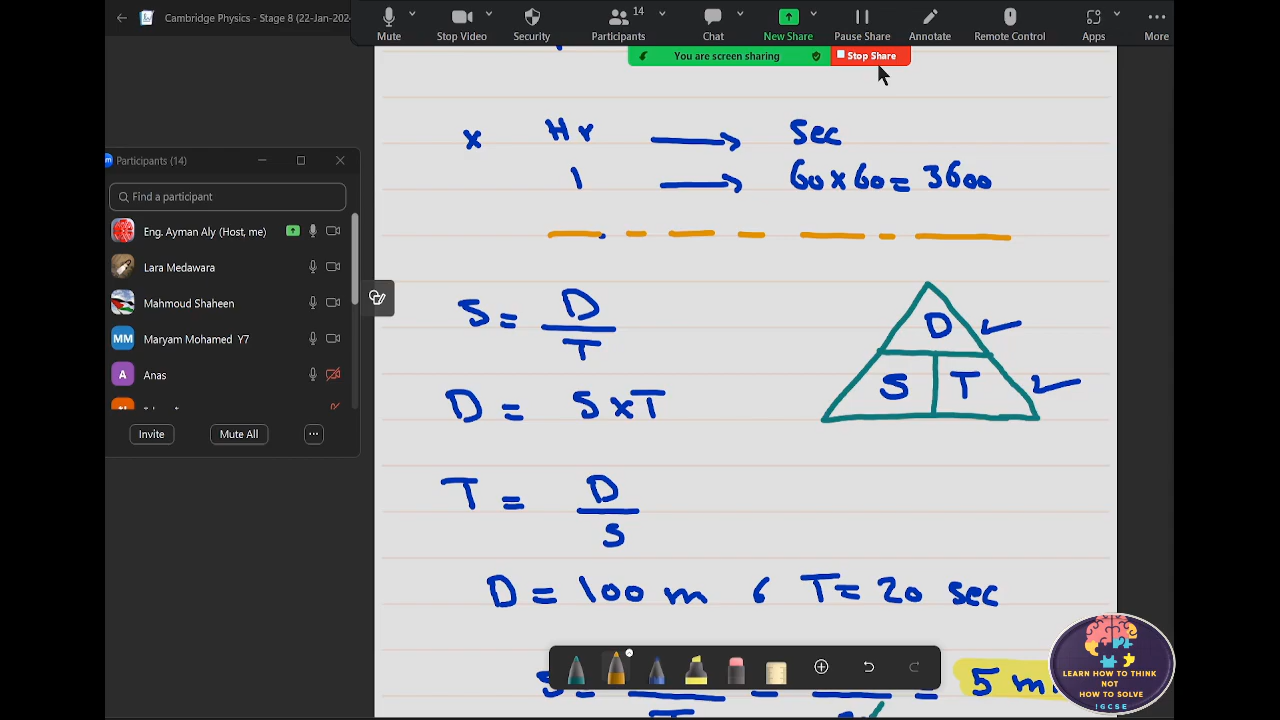 Cambridge Physics - Stage 8 (22-Jan-202
Mute
Stop Video
Security
14
Participants
Chat
New Share
Pause Share
Annotate
Remote Control
Apps
More
You are screen sharing
Stop Share
x Hr → Sec
1 → 60 x 60 = 3600
Participants (14)
Find a participant
Eng. Ayman Aly (Host, me)
Lara Medawara
Mahmoud Shaheen
MM Maryam Mohamed Y7
A Anas
Invite
Mute All
...
S = D / T
D
S T
D = S x T
T = D / S
D = 100 m , T = 20 sec
S =
=
= 5
T
LEARN HOW TO THINK
NOT
HOW TO SOLVE
IGCSE